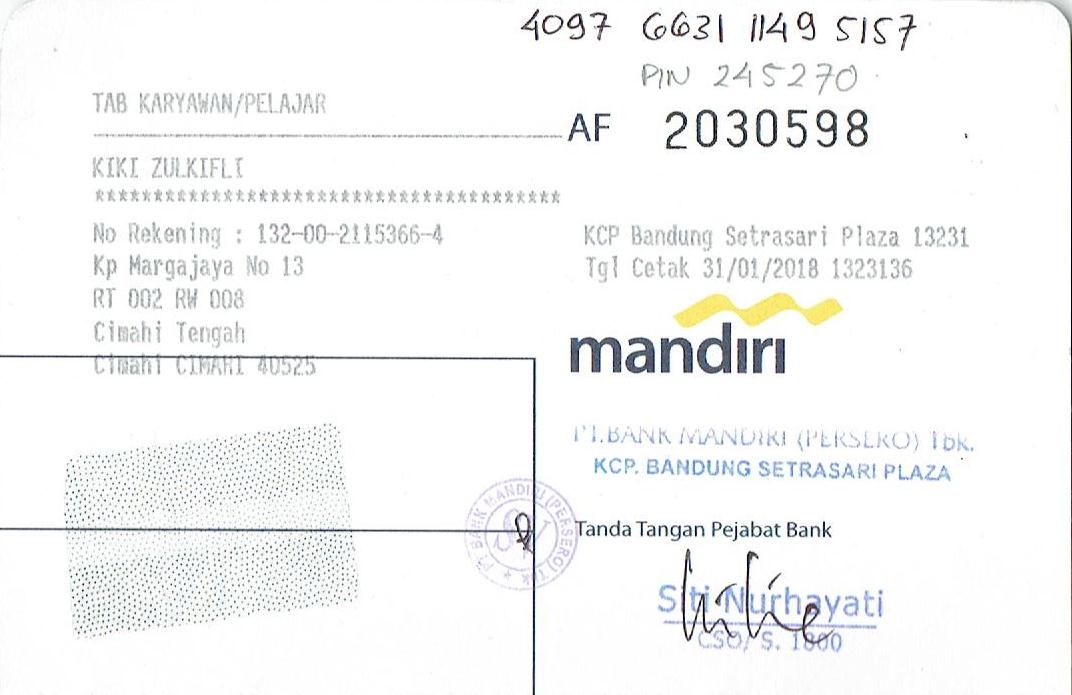 4097 6631 1149 5157
PIN 245270
TAB KARYAWAN/PELAJAR
AF 2030598
KIKI ZULKIFLI
***************************************
No Rekening : 132-00-2115366-4
Kp Margajaya No 13
RT 002 RW 008
Cimahi Tengah
Cimahi CIMAHI 40525
KCP Bandung Setrasari Plaza 13231
Tgl Cetak 31/01/2018 1323136
mandiri
PT.BANK MANDIRI (PERSERO) Tbk.
KCP. BANDUNG SETRASARI PLAZA
PT BANK MANDIRI (PERSERO) Tbk
Tanda Tangan Pejabat Bank
Siti Nurhayati
CSO/ S. 1800